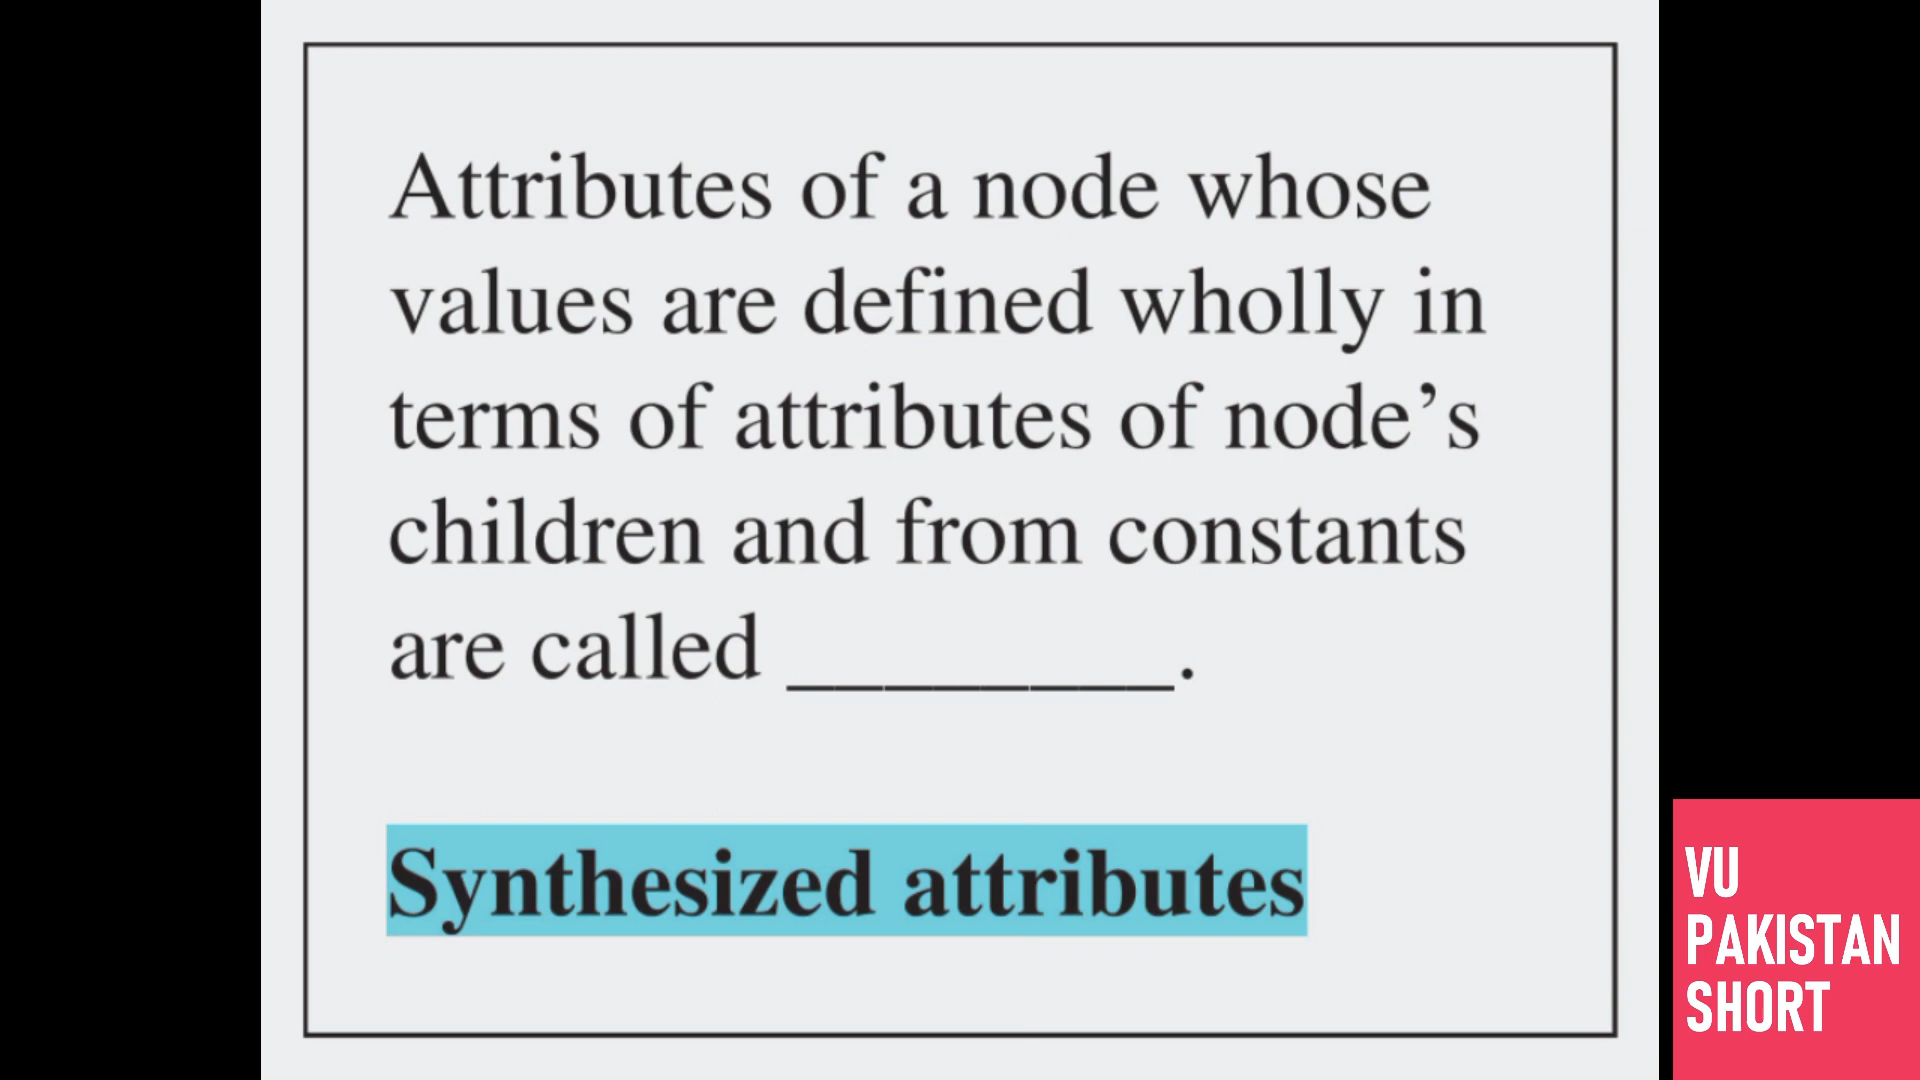 Attributes of a node whose
values are defined wholly in
terms of attributes of node’s
children and from constants
are called ________.
Synthesized attributes
VU
PAKISTAN
SHORT